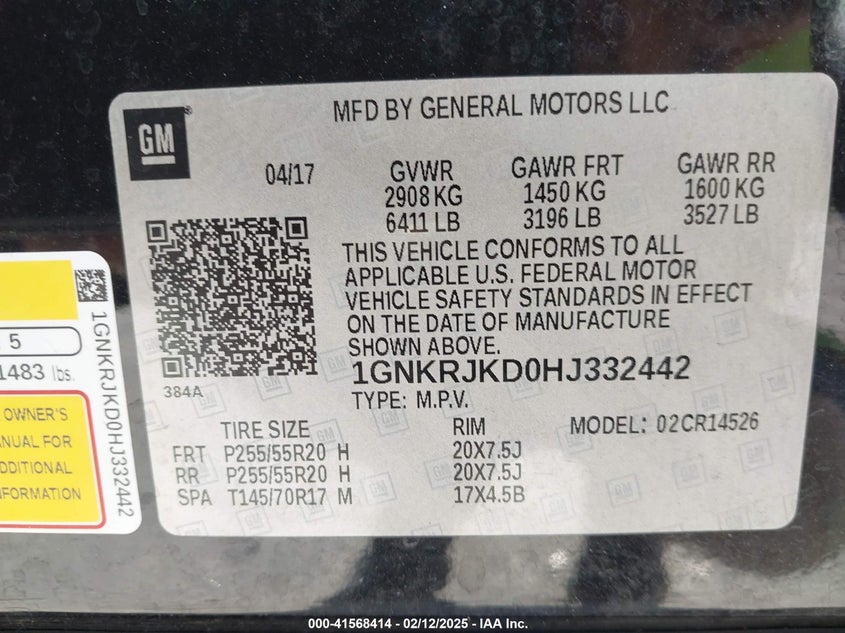 GM
MFD BY GENERAL MOTORS LLC
04/17
GVWR GAWR FRT GAWR RR
2908 KG 1450 KG 1600 KG
6411 LB 3196 LB 3527 LB
THIS VEHICLE CONFORMS TO ALL
APPLICABLE U.S. FEDERAL MOTOR
VEHICLE SAFETY STANDARDS IN EFFECT
ON THE DATE OF MANUFACTURE
SHOWN ABOVE.
384A
1GNKRJKD0HJ332442
TYPE: M.P.V.
TIRE SIZE RIM MODEL: 02CR14526
FRT P255/55R20 H 20X7.5J
RR P255/55R20 H 20X7.5J
SPA T145/70R17 M 17X4.5B
5
1483 lbs.
OWNER'S
ANUAL FOR
DDITIONAL
NFORMATION
1GNKRJKD0HJ332442
000-41568414 - 02/12/2025 - IAA Inc.